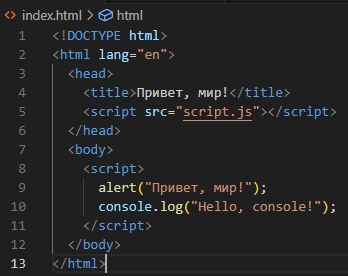 index.html > html
1 <!DOCTYPE html>
2 <html lang="en">
3   <head>
4     <title>Привет, мир!</title>
5     <script src="script.js"></script>
6   </head>
7   <body>
8     <script>
9       alert("Привет, мир!");
10       console.log("Hello, console!");
11     </script>
12   </body>
13 </html>